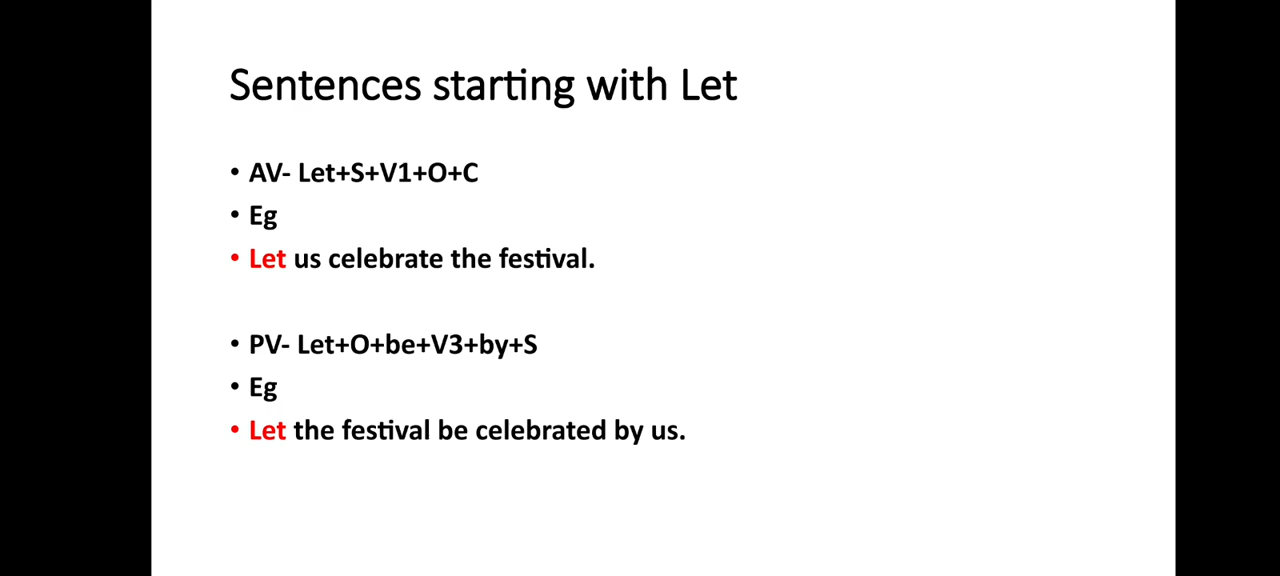 Sentences starting with Let
• AV- Let+S+V1+O+C
• Eg
• Let us celebrate the festival.
• PV- Let+O+be+V3+by+S
• Eg
• Let the festival be celebrated by us.